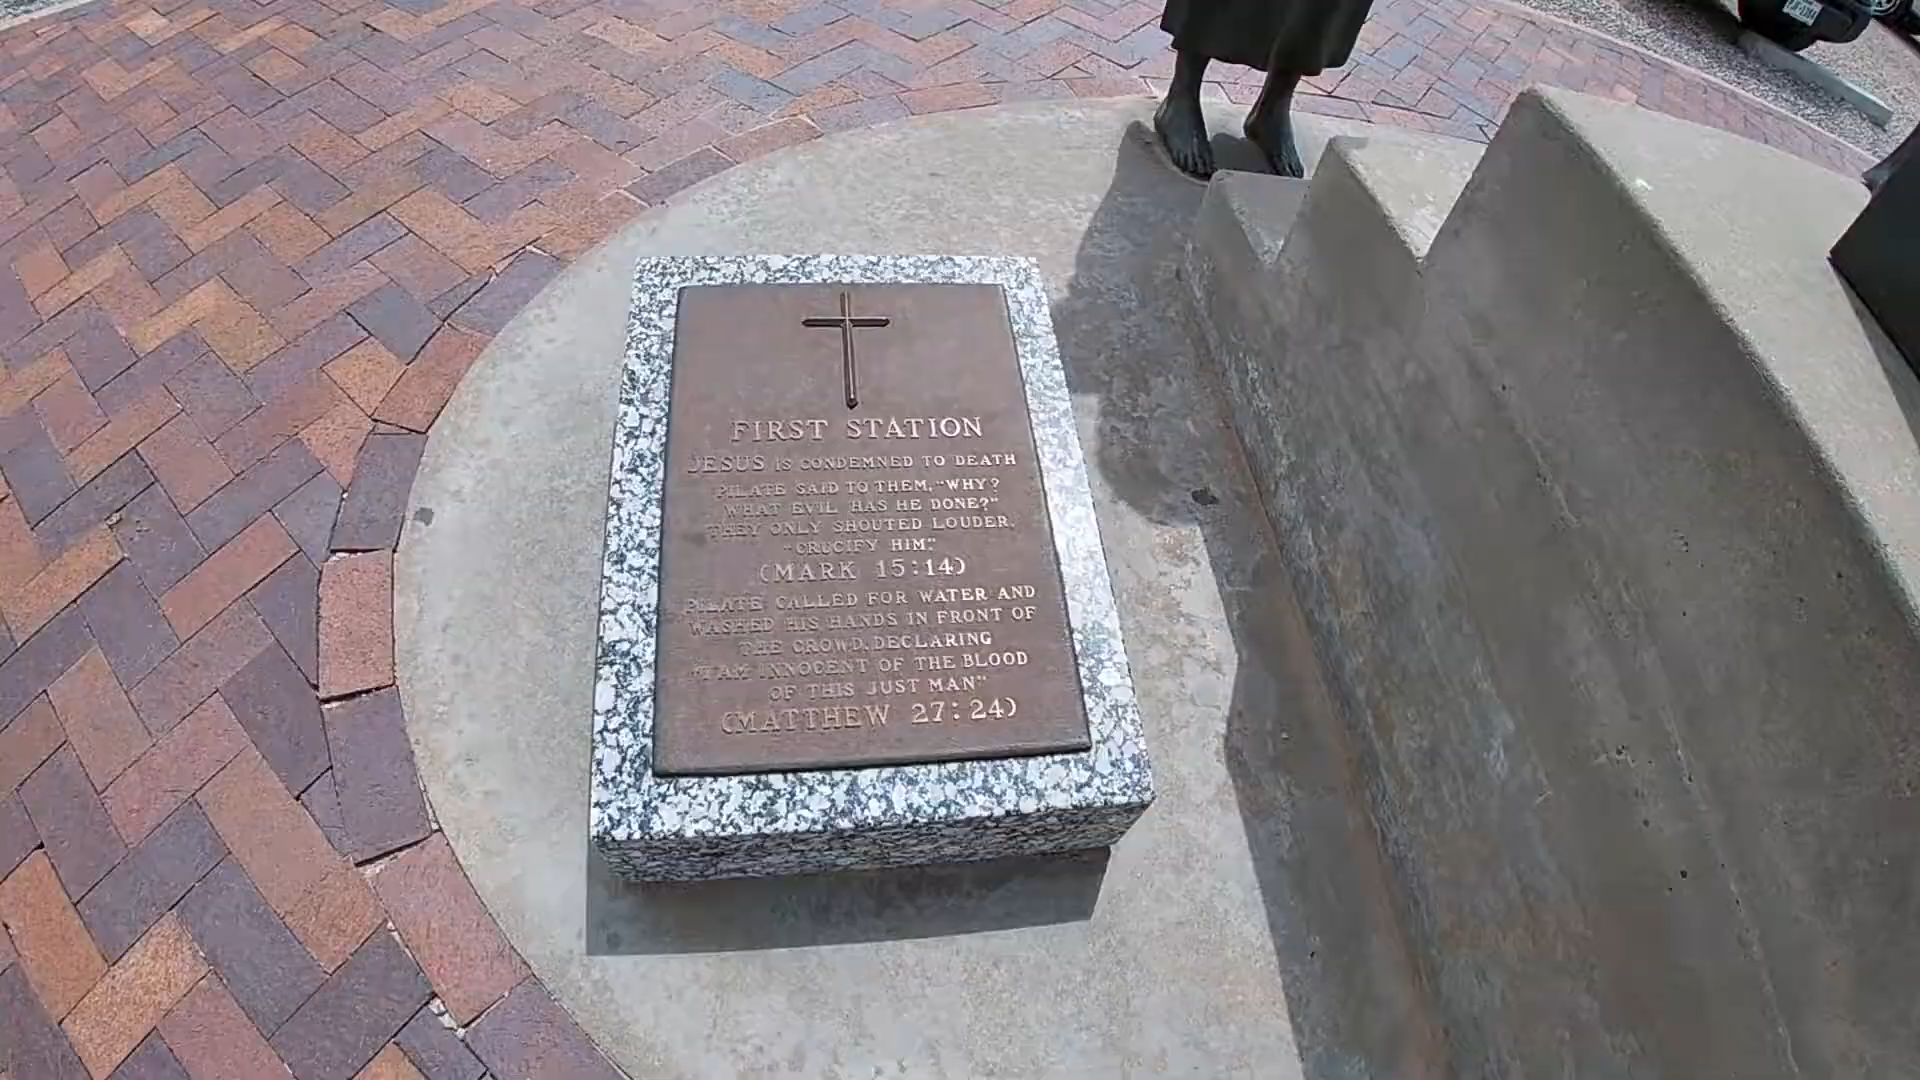 FIRST STATION
JESUS IS CONDEMNED TO DEATH
PILATE SAID TO THEM, "WHY?
WHAT EVIL HAS HE DONE?"
THEY ONLY SHOUTED LOUDER,
"CRUCIFY HIM"
(MARK 15:14)
PILATE CALLED FOR WATER AND
WASHED HIS HANDS IN FRONT OF
THE CROWD, DECLARING
"I AM INNOCENT OF THE BLOOD
OF THIS JUST MAN"
(MATTHEW 27:24)